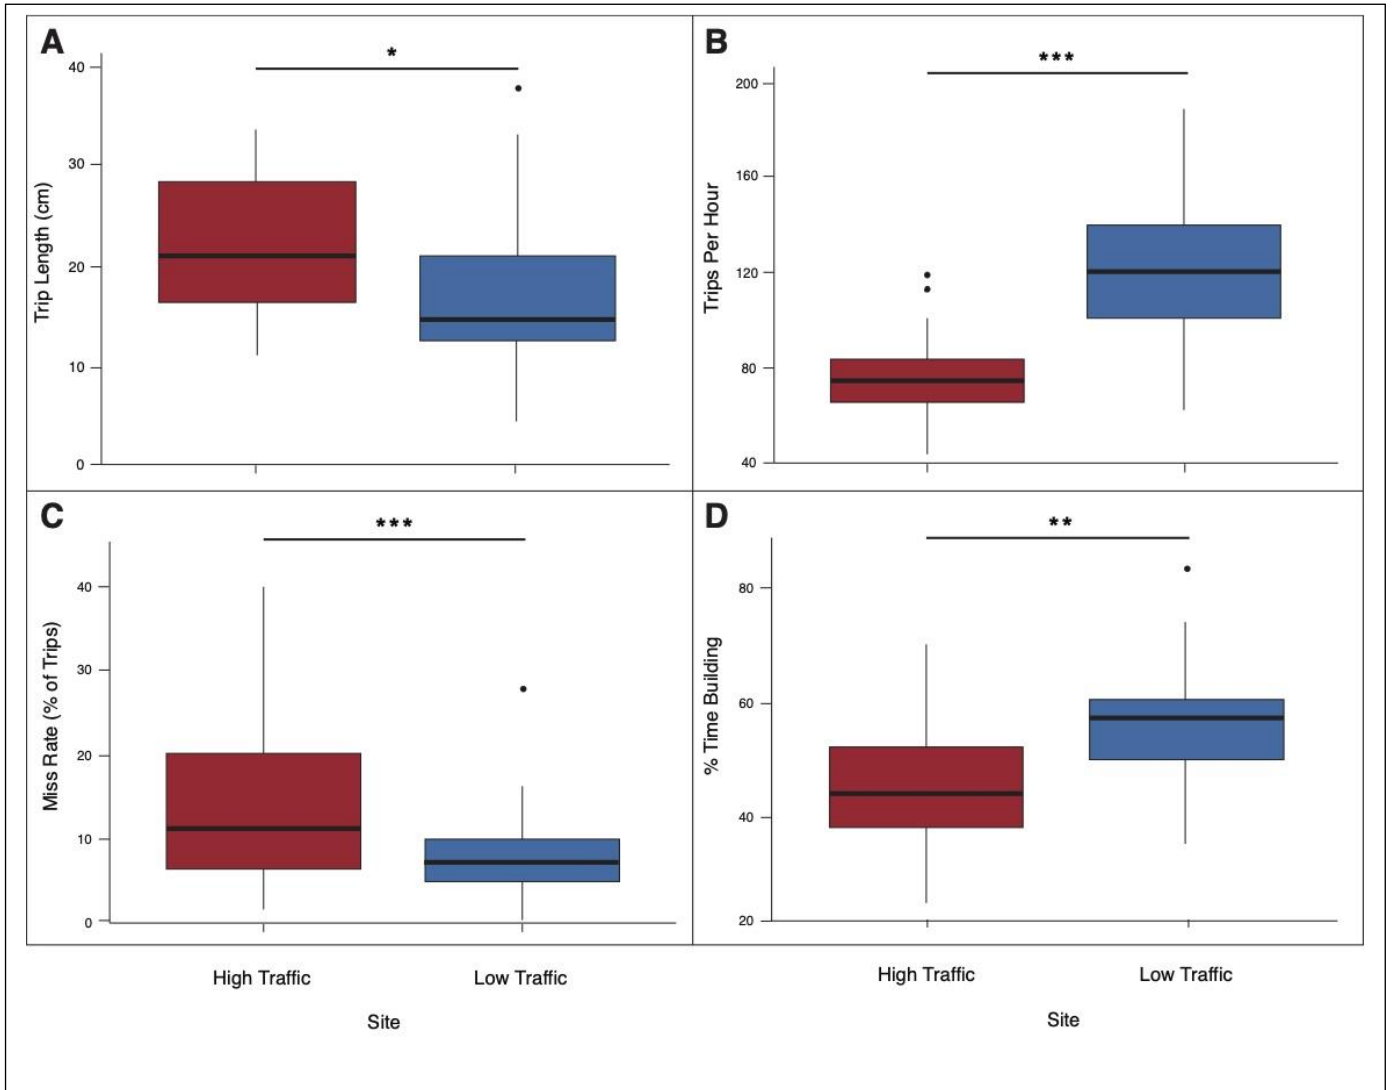 A
*
40
30
20
10
0
Trip Length (cm)
B
***
200
160
120
80
40
Trips Per Hour
C
***
40
30
20
10
0
Miss Rate (% of Trips)
High Traffic
Low Traffic
Site
D
**
80
60
40
20
% Time Building
High Traffic
Low Traffic
Site